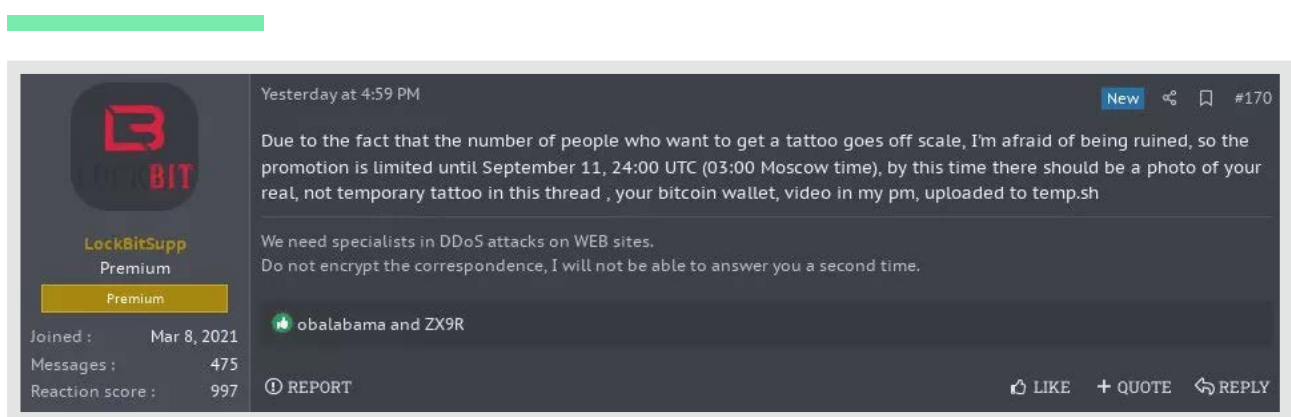 Yesterday at 4:59 PM
New #170
Due to the fact that the number of people who want to get a tattoo goes off scale, I'm afraid of being ruined, so the
promotion is limited until September 11, 24:00 UTC (03:00 Moscow time), by this time there should be a photo of your
real, not temporary tattoo in this thread , your bitcoin wallet, video in my pm, uploaded to temp.sh
LOCKBIT
LockBitSupp
Premium
Premium
Joined : Mar 8, 2021
Messages : 475
Reaction score : 997
We need specialists in DDoS attacks on WEB sites.
Do not encrypt the correspondence, I will not be able to answer you a second time.
obalabama and ZX9R
REPORT
LIKE + QUOTE REPLY